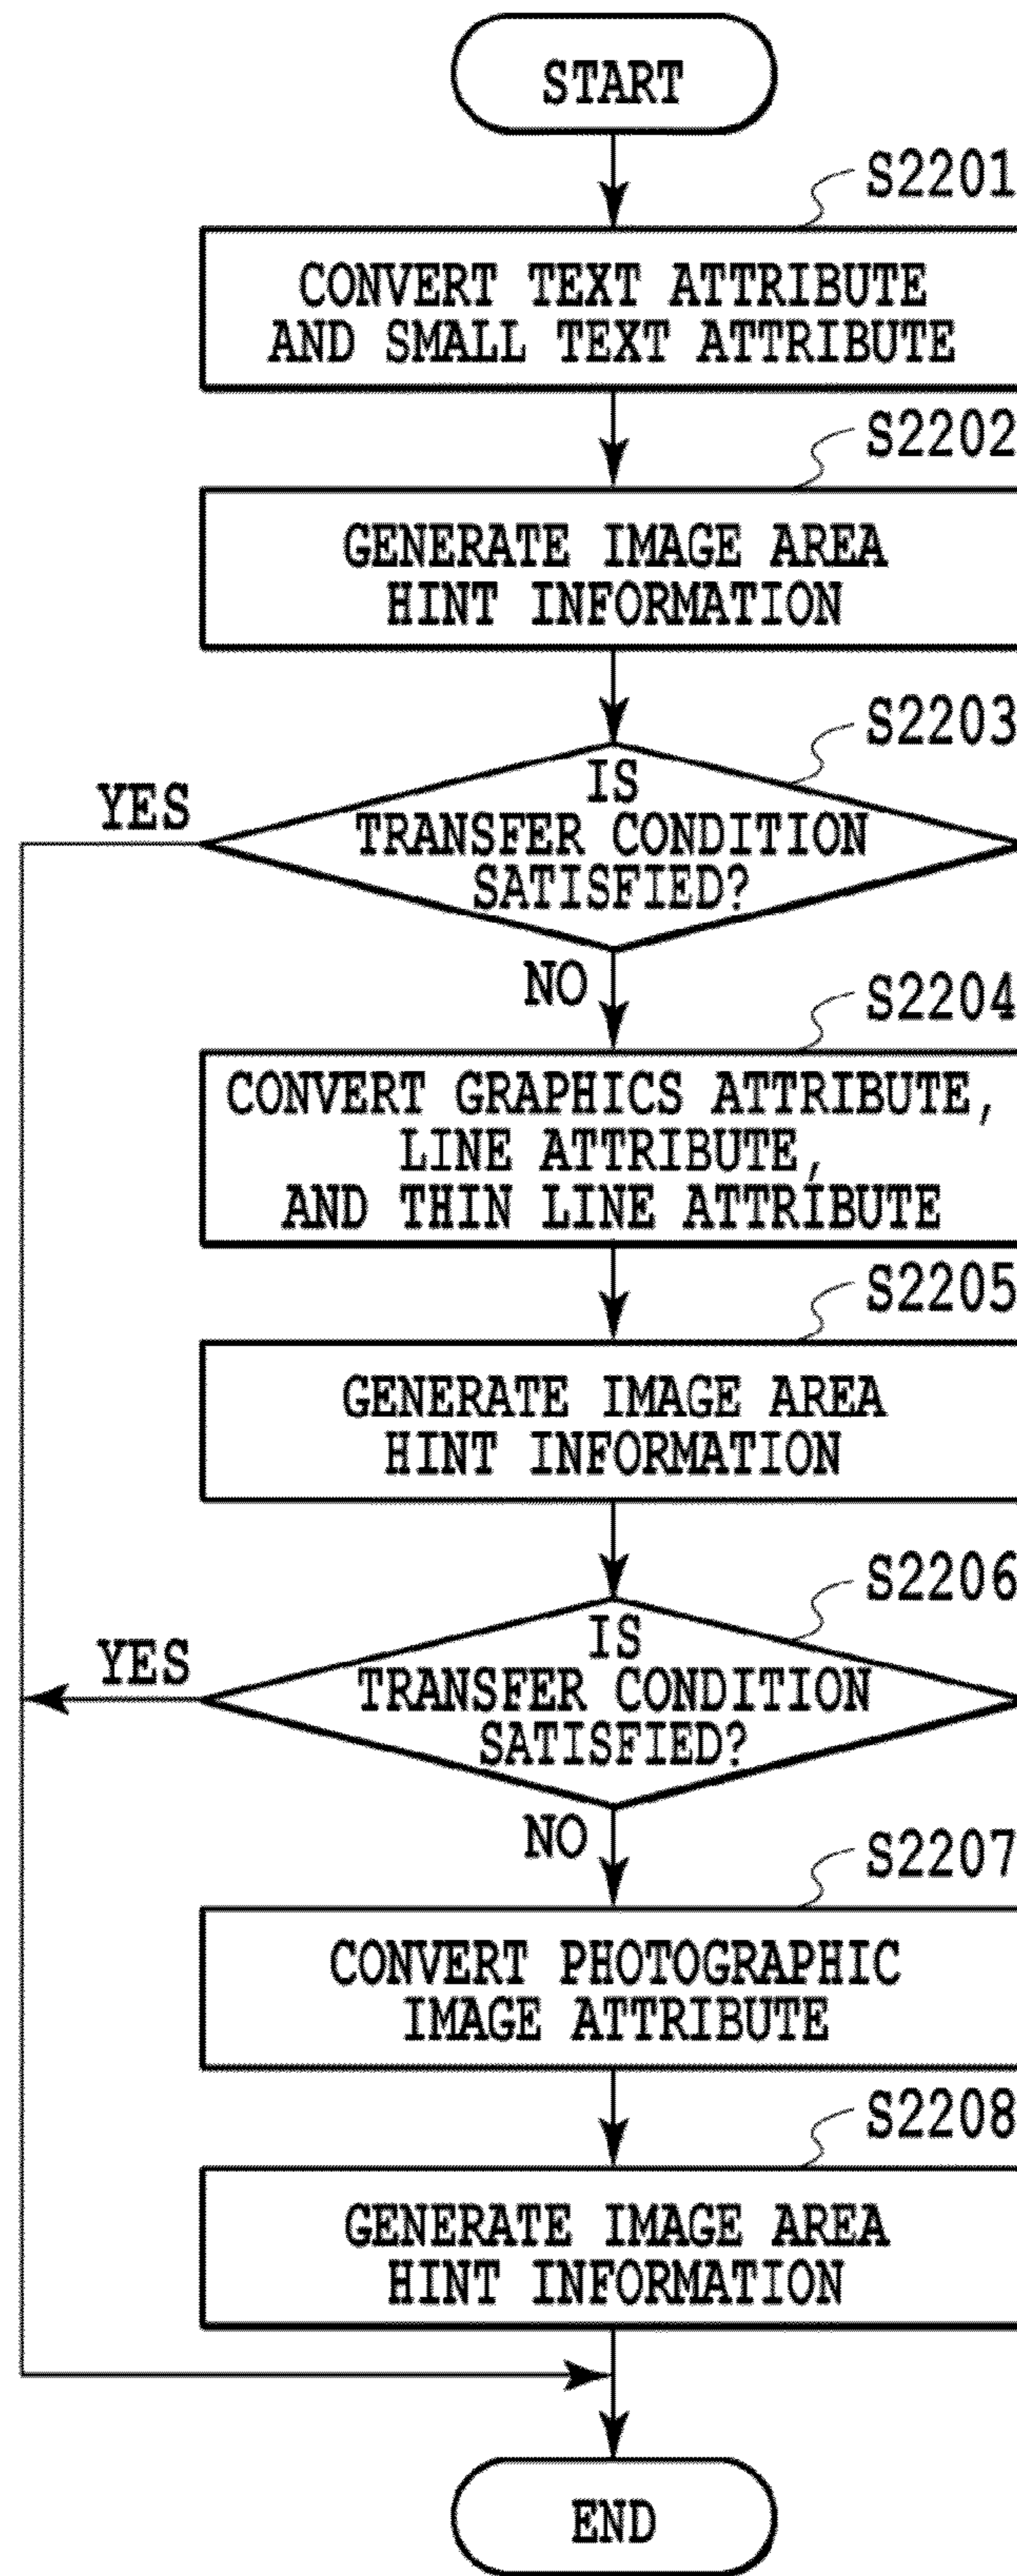 START
S2201
CONVERT TEXT ATTRIBUTE
AND SMALL TEXT ATTRIBUTE
S2202
GENERATE IMAGE AREA
HINT INFORMATION
S2203
IS
TRANSFER CONDITION
SATISFIED?
YES
NO
S2204
CONVERT GRAPHICS ATTRIBUTE,
LINE ATTRIBUTE,
AND THIN LINE ATTRIBUTE
S2205
GENERATE IMAGE AREA
HINT INFORMATION
S2206
IS
TRANSFER CONDITION
SATISFIED?
YES
NO
S2207
CONVERT PHOTOGRAPHIC
IMAGE ATTRIBUTE
S2208
GENERATE IMAGE AREA
HINT INFORMATION
END